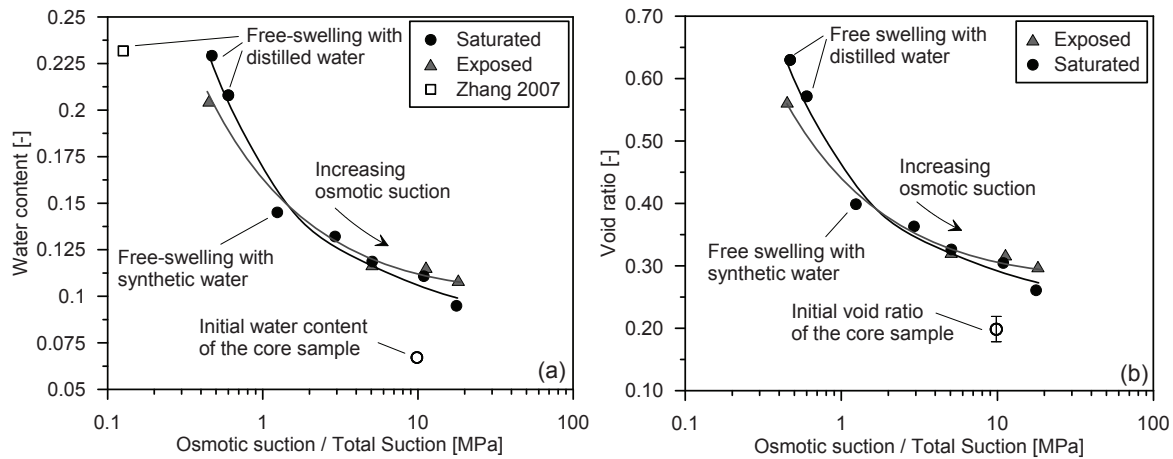 0.25
0.225
0.2
0.175
0.15
0.125
0.1
0.075
0.05
Water content [-]
Free-swelling with
distilled water
Saturated
Exposed
Zhang 2007
Increasing
osmotic suction
Free-swelling with
synthetic water
Initial water content
of the core sample
(a)
0.1
1
10
100
Osmotic suction / Total Suction [MPa]
0.70
0.60
0.50
0.40
0.30
0.20
0.10
Void ratio [-]
Free swelling with
distilled water
Exposed
Saturated
Increasing
osmotic suction
Free swelling with
synthetic water
Initial void ratio
of the core sample
(b)
0.1
1
10
100
Osmotic suction / Total Suction [MPa]